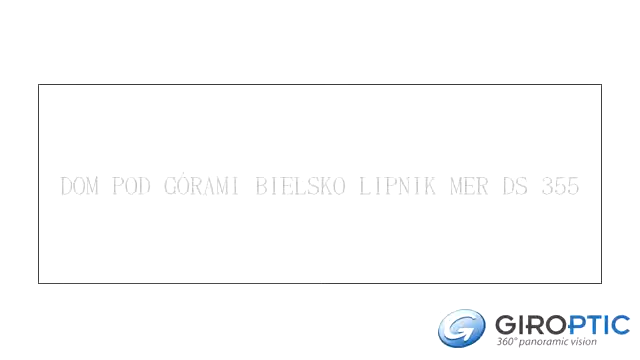 DOM POD GÓRAMI BIELSKO LIPNIK MER DS 355
GIROPTIC
360° panoramic vision